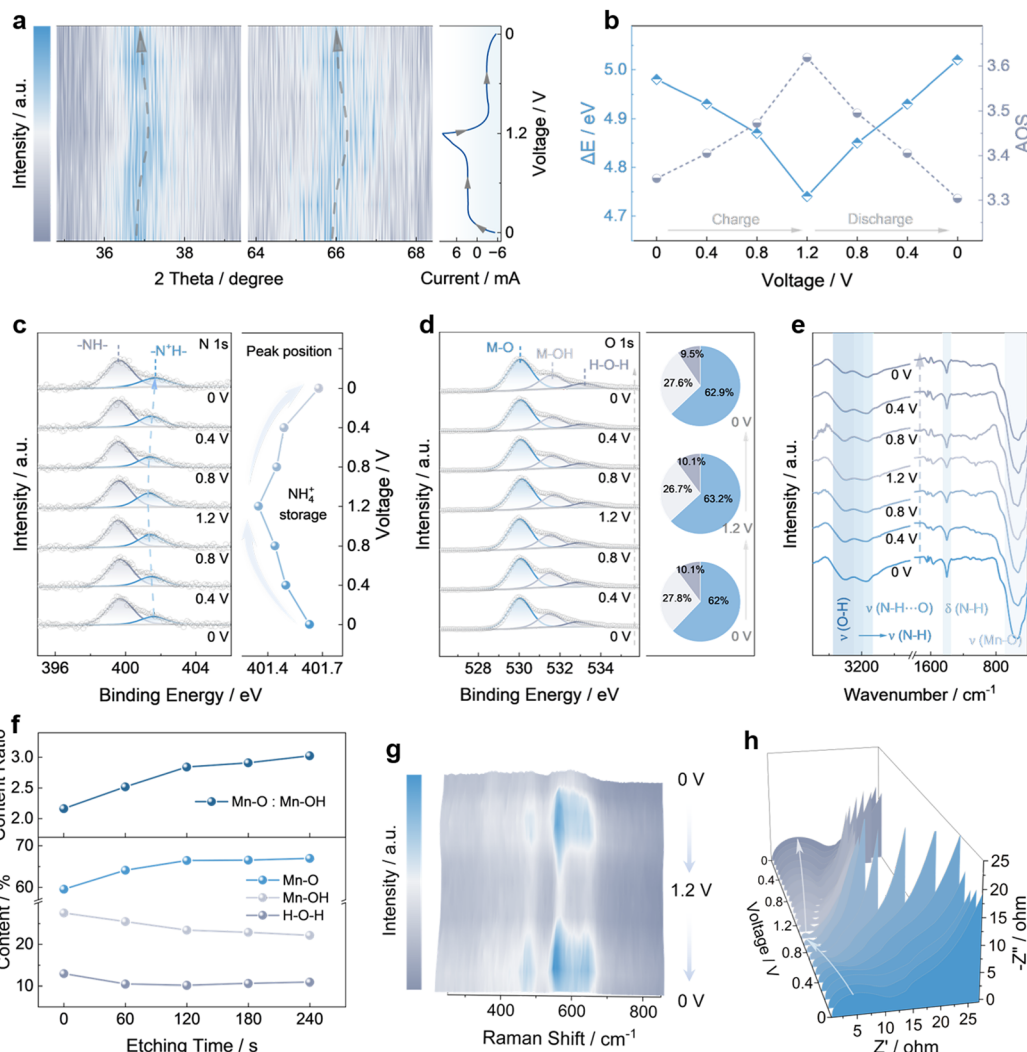 a
Intensity / a.u.
36 38 64 66 68
2 Theta / degree
6 3 0 −3 −6
Current / mA
0
1.2
0
Voltage / V
b
5.0
4.9
4.8
4.7
ΔE / eV
3.6
3.5
3.4
3.3
AOS
Charge
Discharge
0 0.4 0.8 1.2 0.8 0.4 0
Voltage / V
c
-NH-
-N⁺H-
N 1s
Peak position
0 V
0.4 V
0.8 V
1.2 V
0.8 V
0.4 V
0 V
Intensity / a.u.
396 400 404
Binding Energy / eV
NH₄⁺
storage
0
0.4
0.8
1.2
0.8
0.4
0
Voltage / V
401.4 401.7
d
O 1s
M-O
M-OH
H-O-H
0 V
0.4 V
0.8 V
1.2 V
0.8 V
0.4 V
0 V
Intensity / a.u.
528 530 532 534
Binding Energy / eV
9.5%
27.6%
62.9%
0 V
10.1%
26.7%
63.2%
1.2 V
10.1%
27.8%
62%
0 V
e
0 V
0.4 V
0.8 V
1.2 V
0.8 V
0.4 V
0 V
Intensity / a.u.
ν (O-H)
ν (N-H···O)
δ (N-H)
ν (N-H)
ν (Mn-O)
3200 1600 800
Wavenumber / cm⁻¹
f
3.0
2.5
2.0
Content Ratio
Mn-O : Mn-OH
70
60
20
10
Content / %
Mn-O
Mn-OH
H-O-H
0 60 120 180 240
Etching Time / s
g
Intensity / a.u.
0 V
1.2 V
0 V
400 600 800
Raman Shift / cm⁻¹
h
0
0.4
0.8
1.2
0.8
0.4
0
Voltage / V
25
20
15
10
5
0
-Z" / ohm
5 10 15 20 25
Z' / ohm